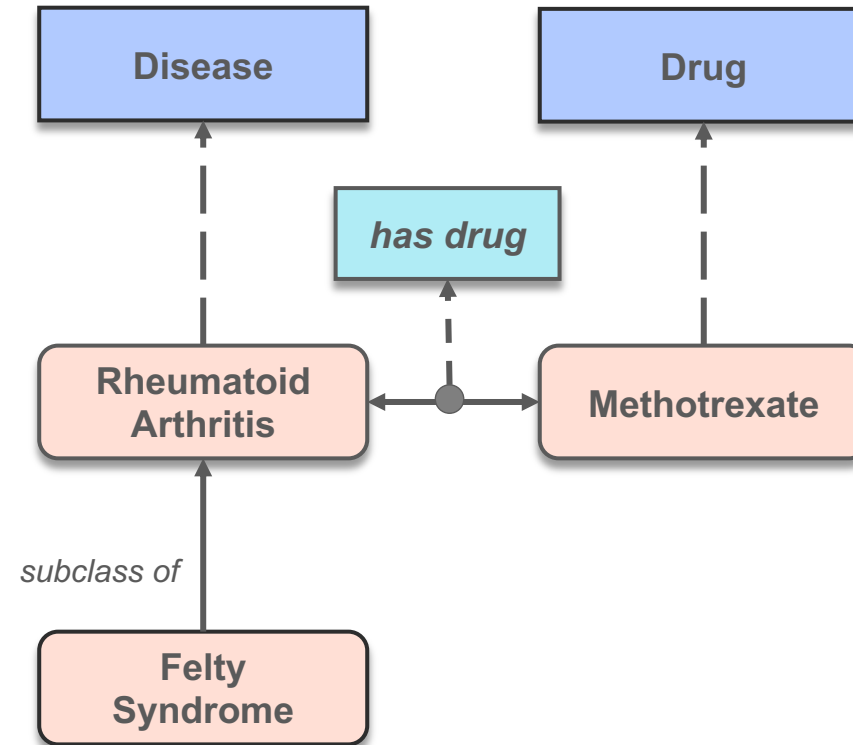 Disease
Drug
has drug
Rheumatoid
Arthritis
Methotrexate
subclass of
Felty
Syndrome